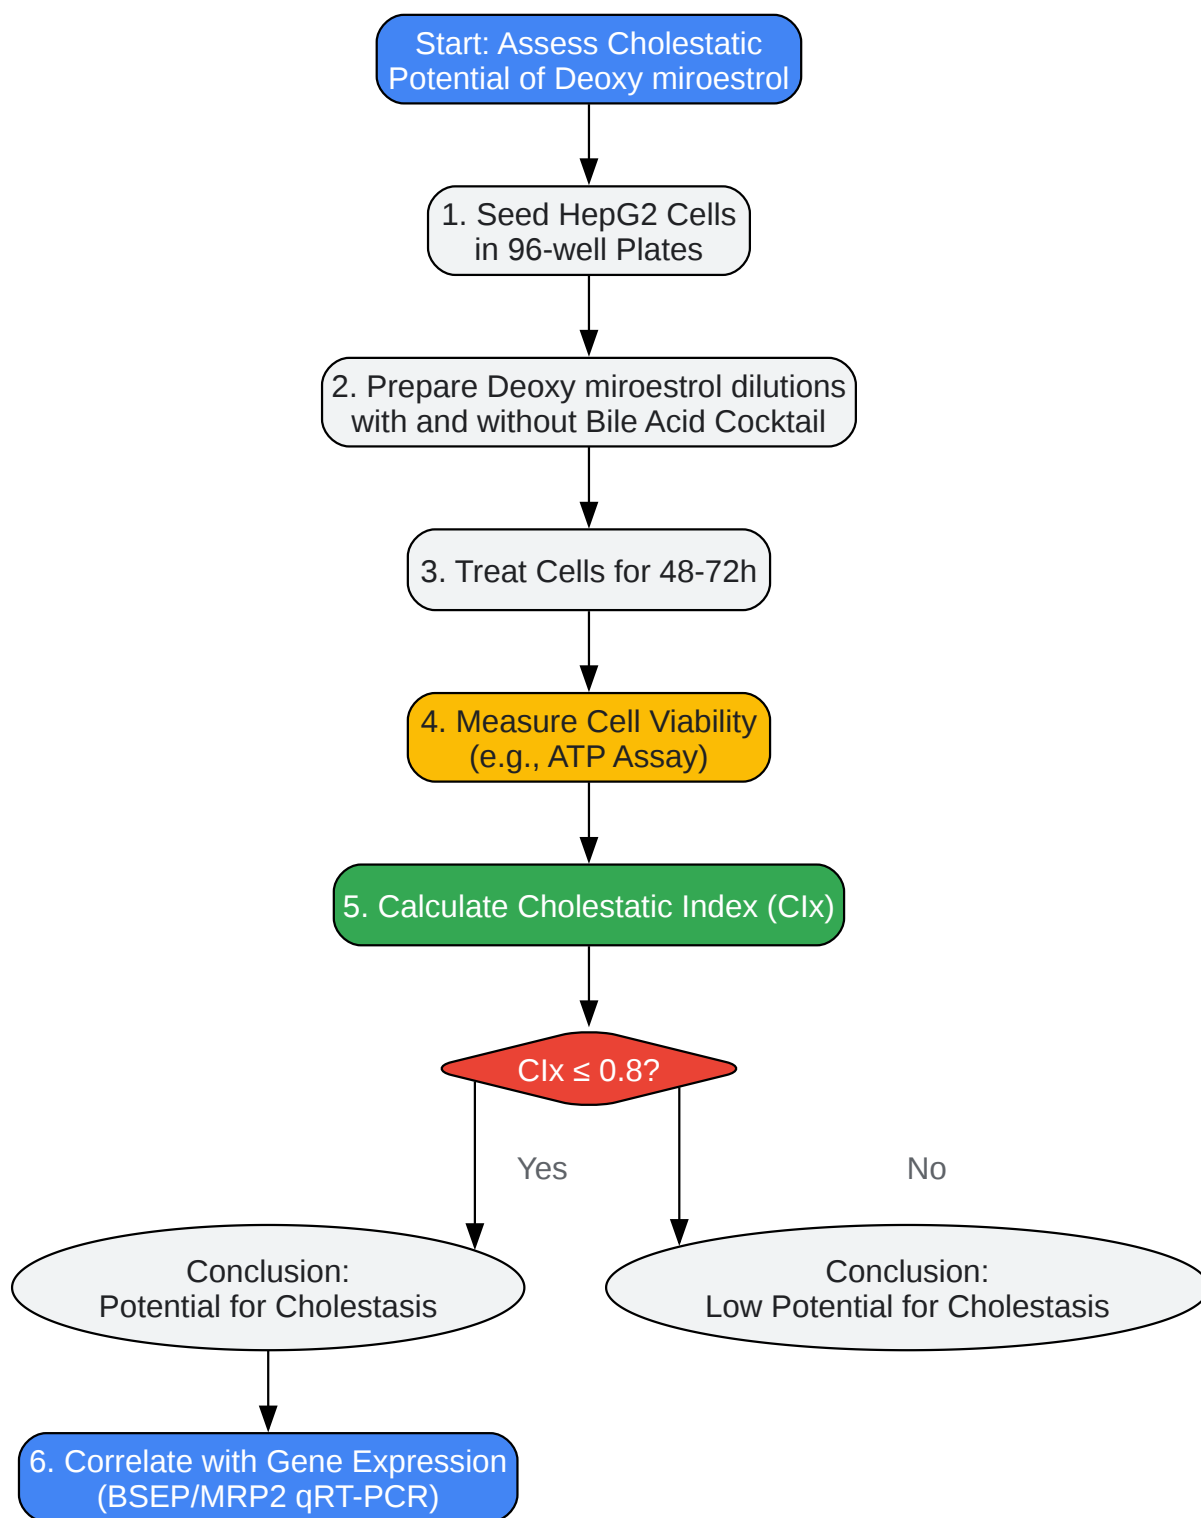 Start: Assess Cholestatic
Potential of Deoxy miroestrol
1. Seed HepG2 Cells
in 96-well Plates
2. Prepare Deoxy miroestrol dilutions
with and without Bile Acid Cocktail
3. Treat Cells for 48-72h
4. Measure Cell Viability
(e.g., ATP Assay)
5. Calculate Cholestatic Index (CIx)
CIx ≤ 0.8?
Yes
No
Conclusion:
Potential for Cholestasis
Conclusion:
Low Potential for Cholestasis
6. Correlate with Gene Expression
(BSEP/MRP2 qRT-PCR)